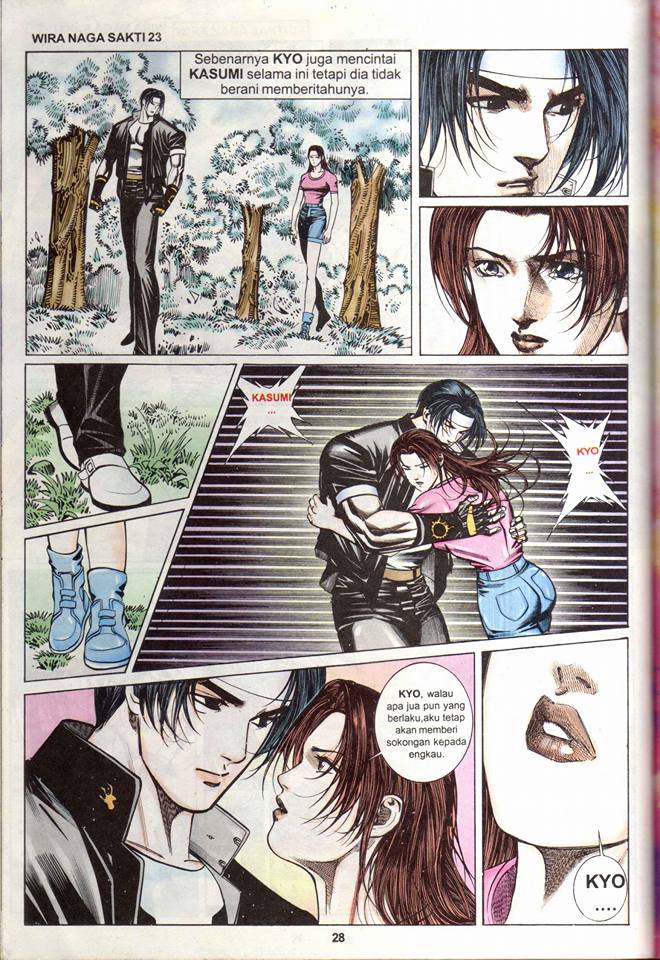 WIRA NAGA SAKTI 23
Sebenarnya KYO juga mencintai
KASUMI selama ini tetapi dia tidak
berani memberitahunya.
KASUMI
...
KYO
...
KYO, walau
apa jua pun yang
berlaku,aku tetap
akan memberi
sokongan kepada
engkau.
KYO
....
28